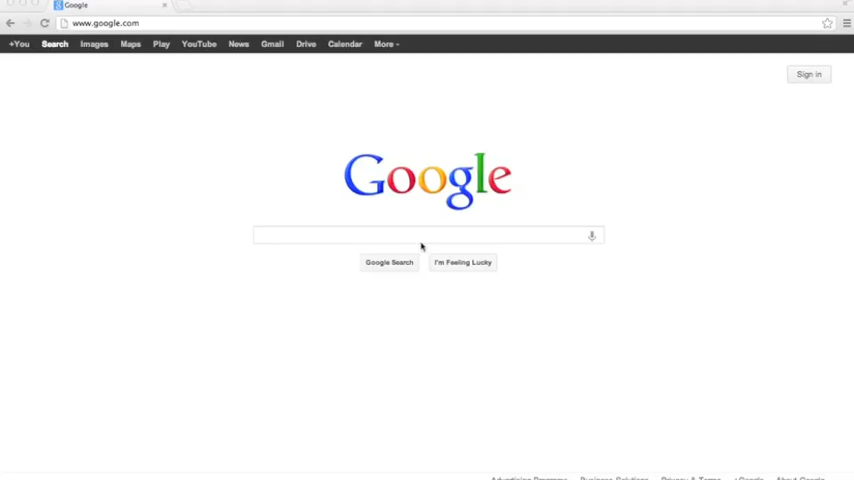 Google
www.google.com
+You Search Images Maps Play YouTube News Gmail Drive Calendar More
Sign in
Google
Google Search I'm Feeling Lucky
Advertising Programs Business Solutions Privacy & Terms +Google About Google